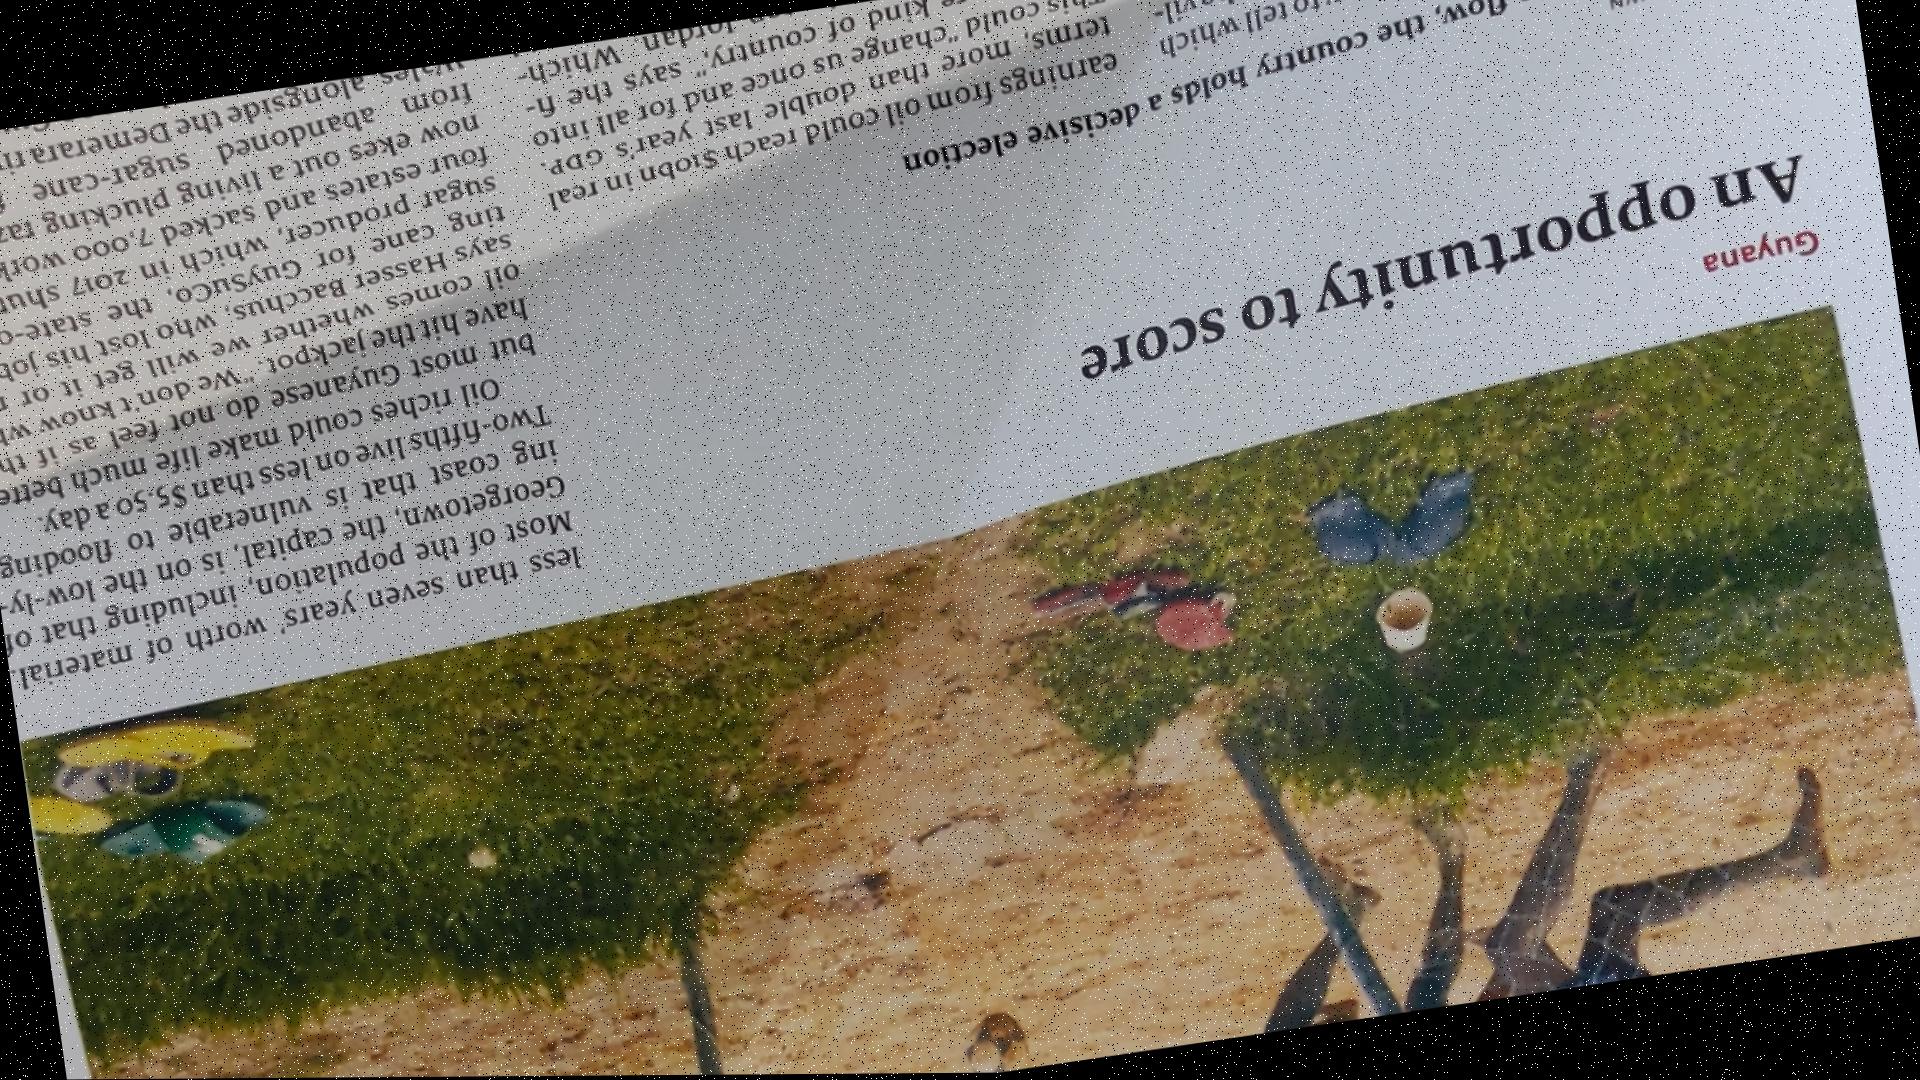 Guyana
An opportunity to score
flow, the country holds a decisive election
to tell which
vil-
earnings from oil could reach $10bn in real
terms, more than double last year's GDP.
This could "change us once and for all into
kind of country," says the fi-
Jordan. Which-
less than seven years' worth of material.
Most of the population, including that of
Georgetown, the capital, is on the low-ly-
ing coast that is vulnerable to flooding.
Two-fifths live on less than $5.50 a day.
Oil riches could make life much
but most Guyanese do not feel as if
have hit the jackpot. "We don't know
oil comes whether we will get it or
says Hasser Bacchus, who lost his job
ting cane for GuySuCo, the
sugar producer, which in 2017
four estates and sacked 7,000
now ekes out a living plucking
from abandoned sugar-cane
alongside the Demerara